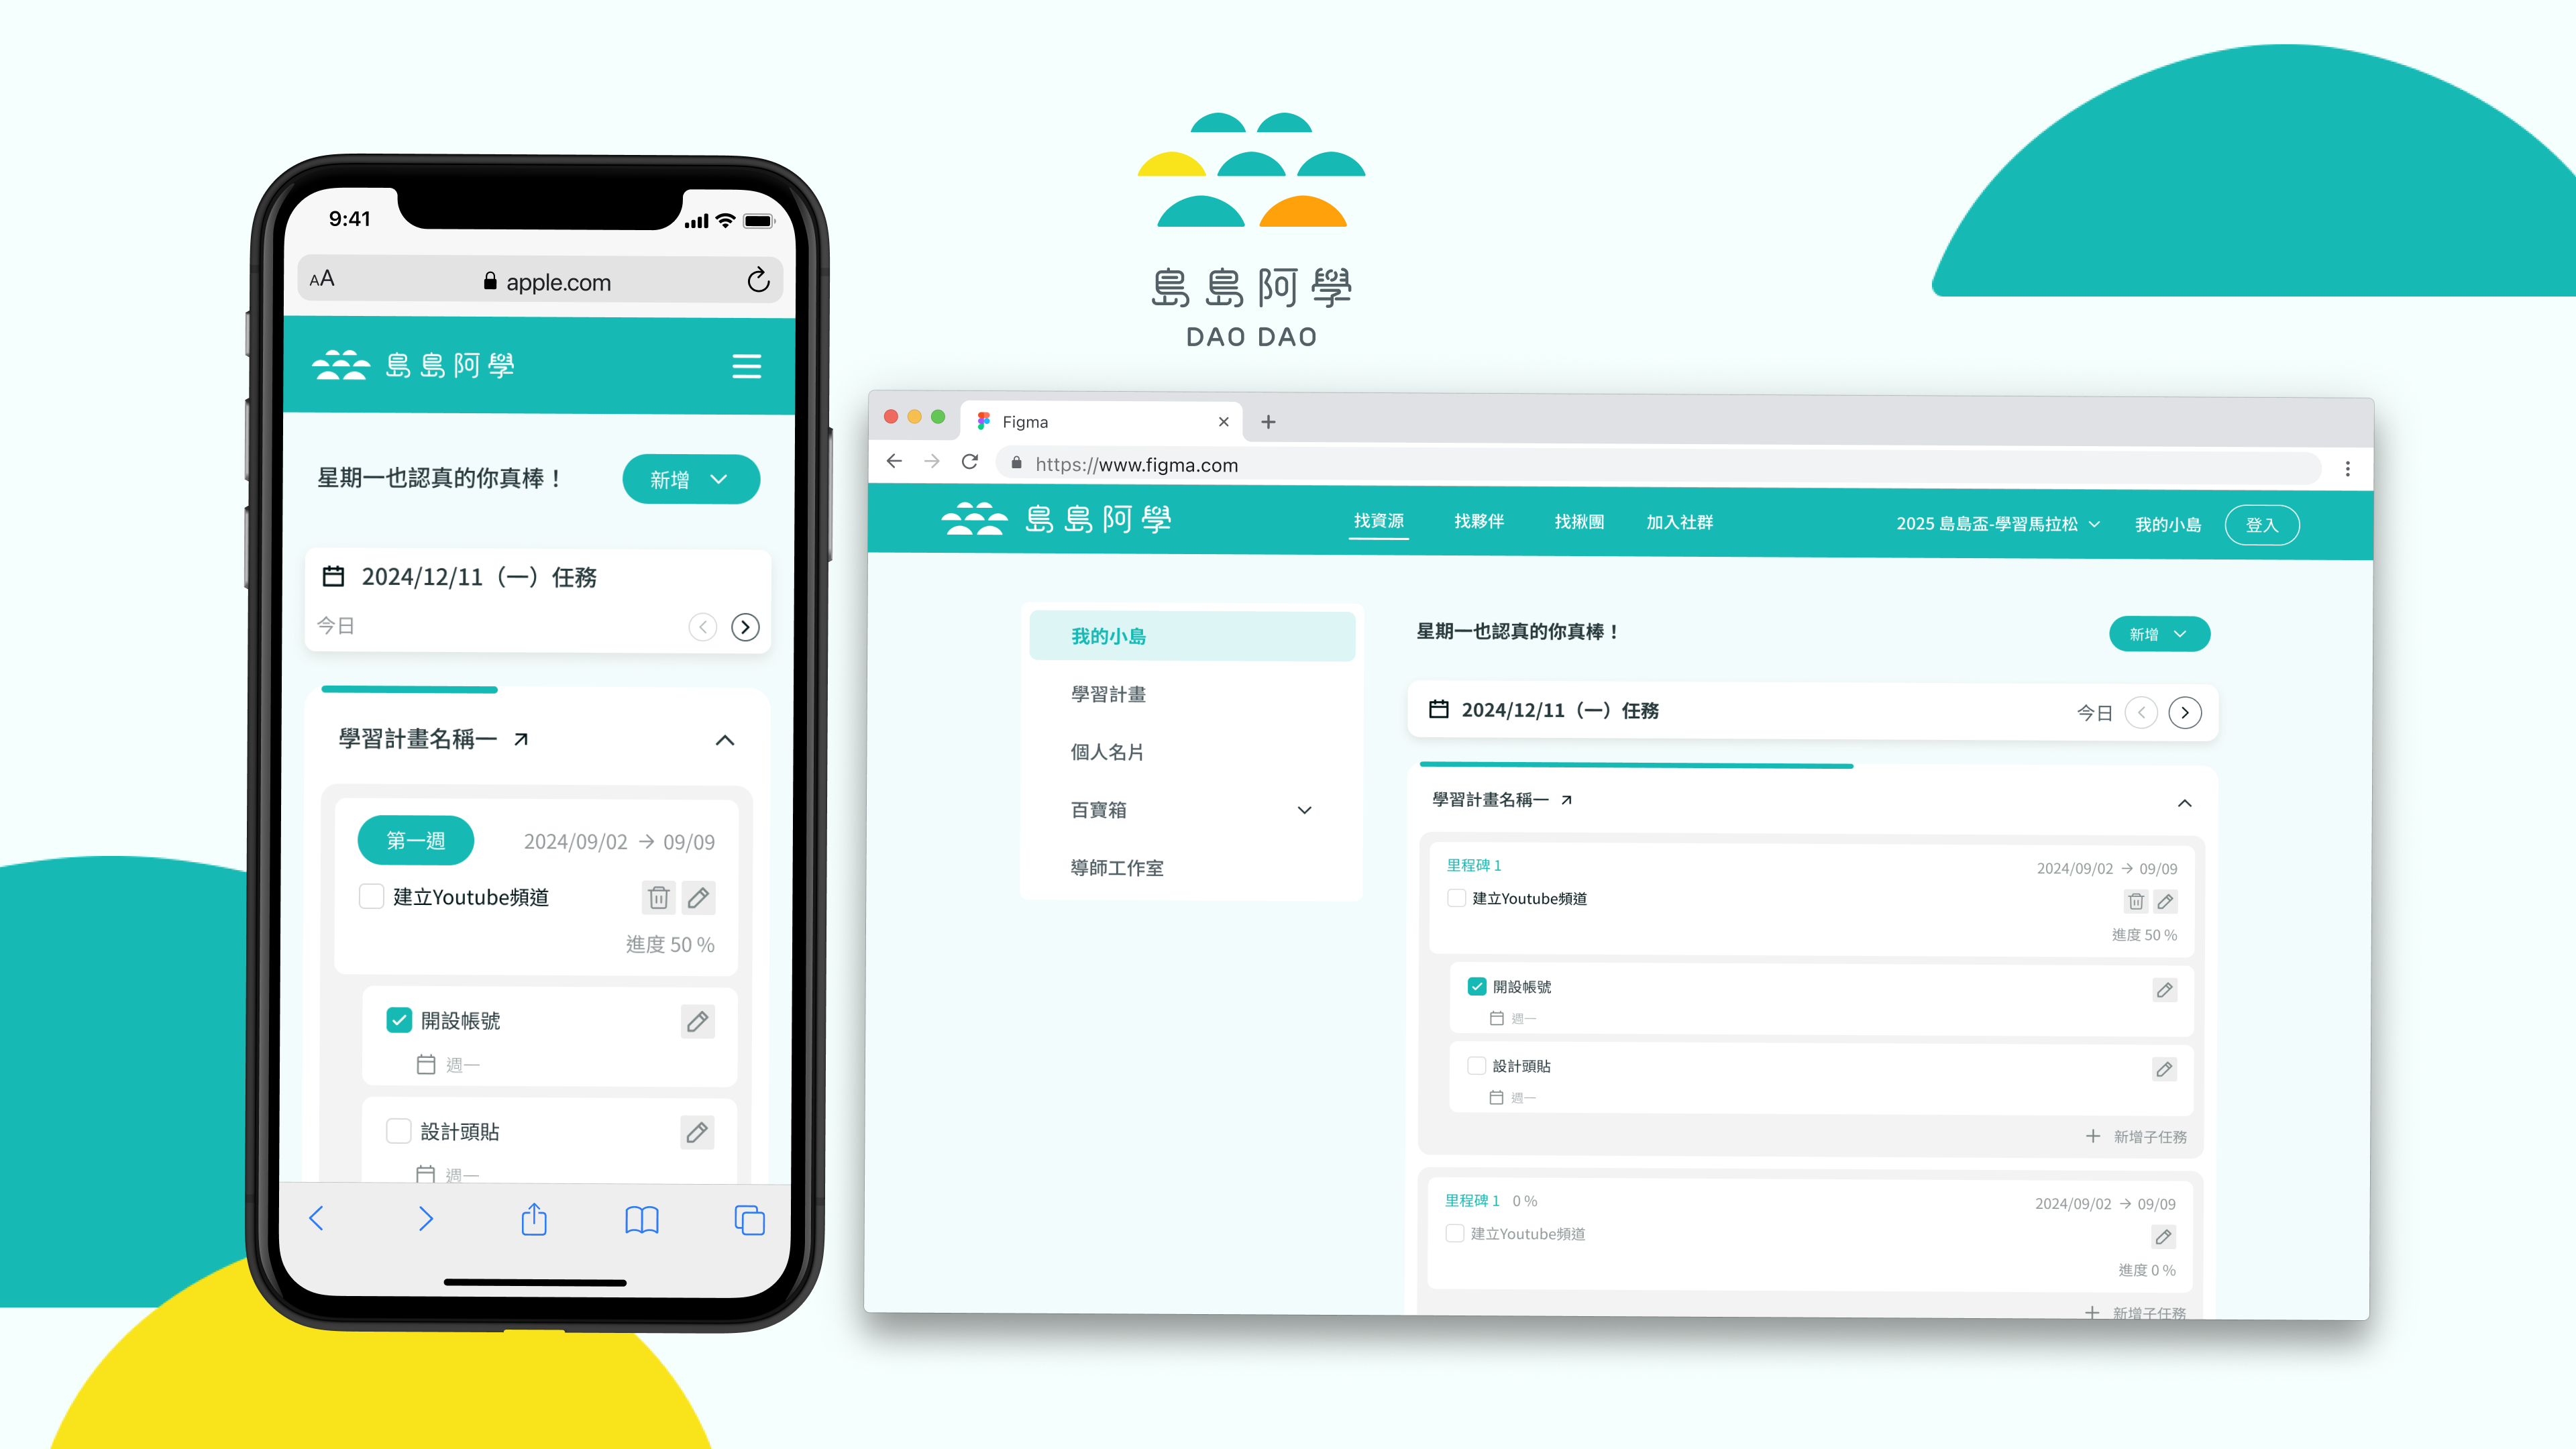 島島阿學
DAO DAO
9:41
AA
apple.com
島島阿學
星期一也認真的你真棒！
新增
2024/12/11（一）任務
今日
學習計畫名稱一
第一週
2024/09/02 → 09/09
建立Youtube頻道
進度 50 %
開設帳號
週一
設計頭貼
週一
Figma
https://www.figma.com
島島阿學
找資源
找夥伴
找揪團
加入社群
2025 島島盃-學習馬拉松
我的小島
登入
我的小島
學習計畫
個人名片
百寶箱
導師工作室
星期一也認真的你真棒！
新增
2024/12/11（一）任務
今日
學習計畫名稱一
里程碑 1
2024/09/02 → 09/09
建立Youtube頻道
進度 50 %
開設帳號
週一
設計頭貼
週一
新增子任務
里程碑 1 0 %
2024/09/02 → 09/09
建立Youtube頻道
進度 0 %
新增子任務